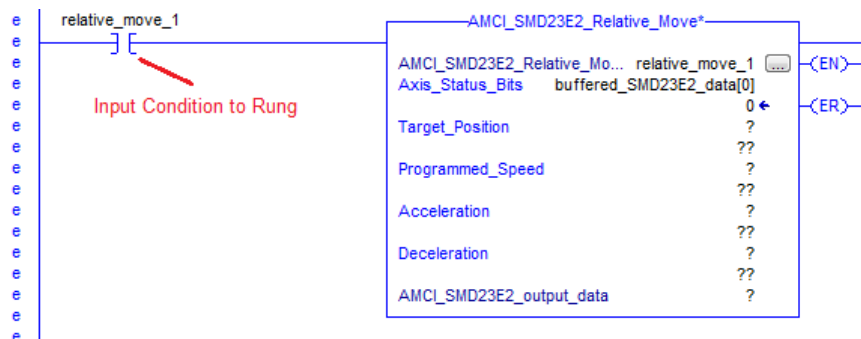 e relative_move_1 AMCI_SMD23E2_Relative_Move*
e
e AMCI_SMD23E2_Relative_Mo... relative_move_1 ... EN
e Axis_Status_Bits buffered_SMD23E2_data[0]
e Input Condition to Rung 0 ER
e Target_Position ?
e ??
e Programmed_Speed ?
e ??
e Acceleration ?
e ??
e Deceleration ?
e ??
e AMCI_SMD23E2_output_data ?
e
e